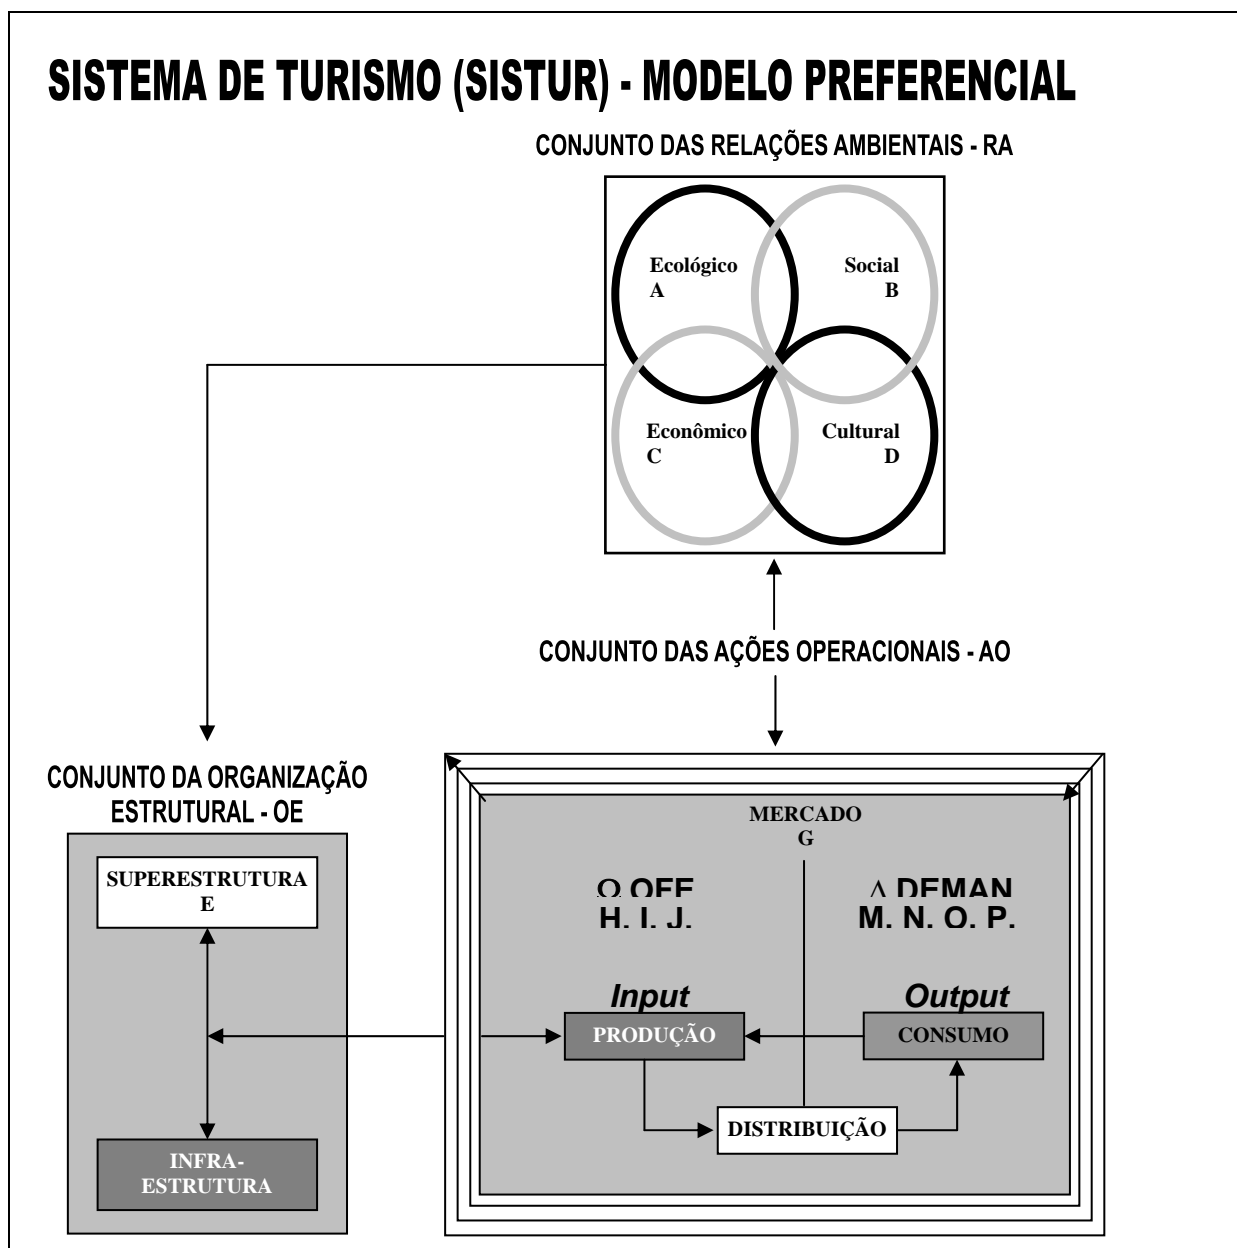 SISTEMA DE TURISMO (SISTUR) - MODELO PREFERENCIAL
CONJUNTO DAS RELAÇÕES AMBIENTAIS - RA
Ecológico
A
Social
B
Econômico
C
Cultural
D
CONJUNTO DAS AÇÕES OPERACIONAIS - AO
CONJUNTO DA ORGANIZAÇÃO
ESTRUTURAL - OE
SUPERESTRUTURA
E
INFRA-
ESTRUTURA
MERCADO
G
H. I. J.
M. N. O. P.
Input
Output
PRODUÇÃO
CONSUMO
DISTRIBUIÇÃO